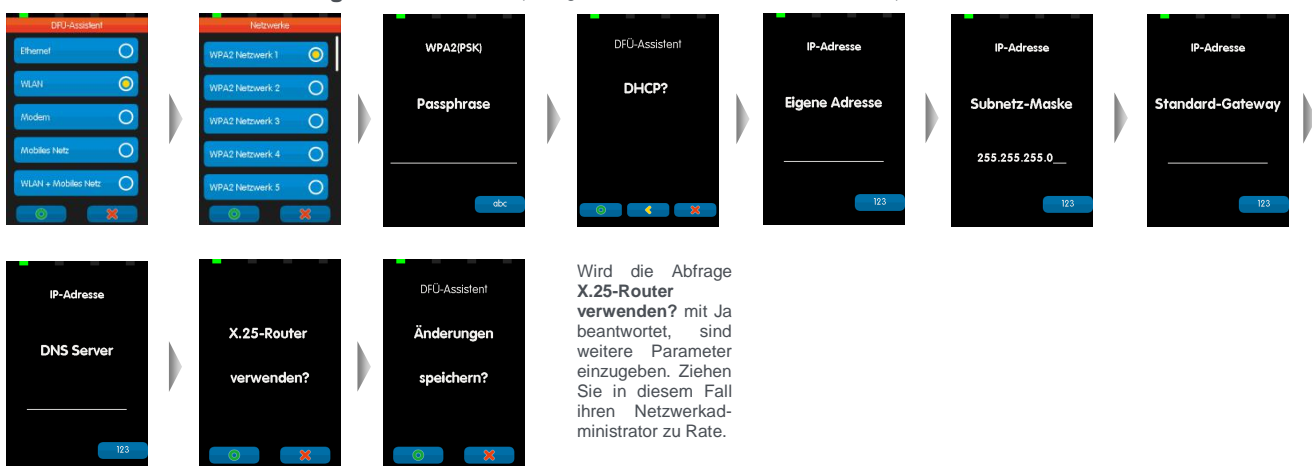 DFÜ-Assistent
Ethernet
WLAN
Modem
Mobiles Netz
WLAN + Mobiles Netz
Netzwerke
WPA2 Netzwerk 1
WPA2 Netzwerk 2
WPA2 Netzwerk 3
WPA2 Netzwerk 4
WPA2 Netzwerk 5
WPA2(PSK)
Passphrase
abc
DFÜ-Assistent
DHCP?
IP-Adresse
Eigene Adresse
123
IP-Adresse
Subnetz-Maske
255.255.255.0__
123
IP-Adresse
Standard-Gateway
123
IP-Adresse
DNS Server
123
X.25-Router
verwenden?
DFÜ-Assistent
Änderungen
speichern?
Wird die Abfrage
X.25-Router
verwenden? mit Ja
beantwortet, sind
weitere Parameter
einzugeben. Ziehen
Sie in diesem Fall
ihren Netzwerkad-
ministrator zu Rate.